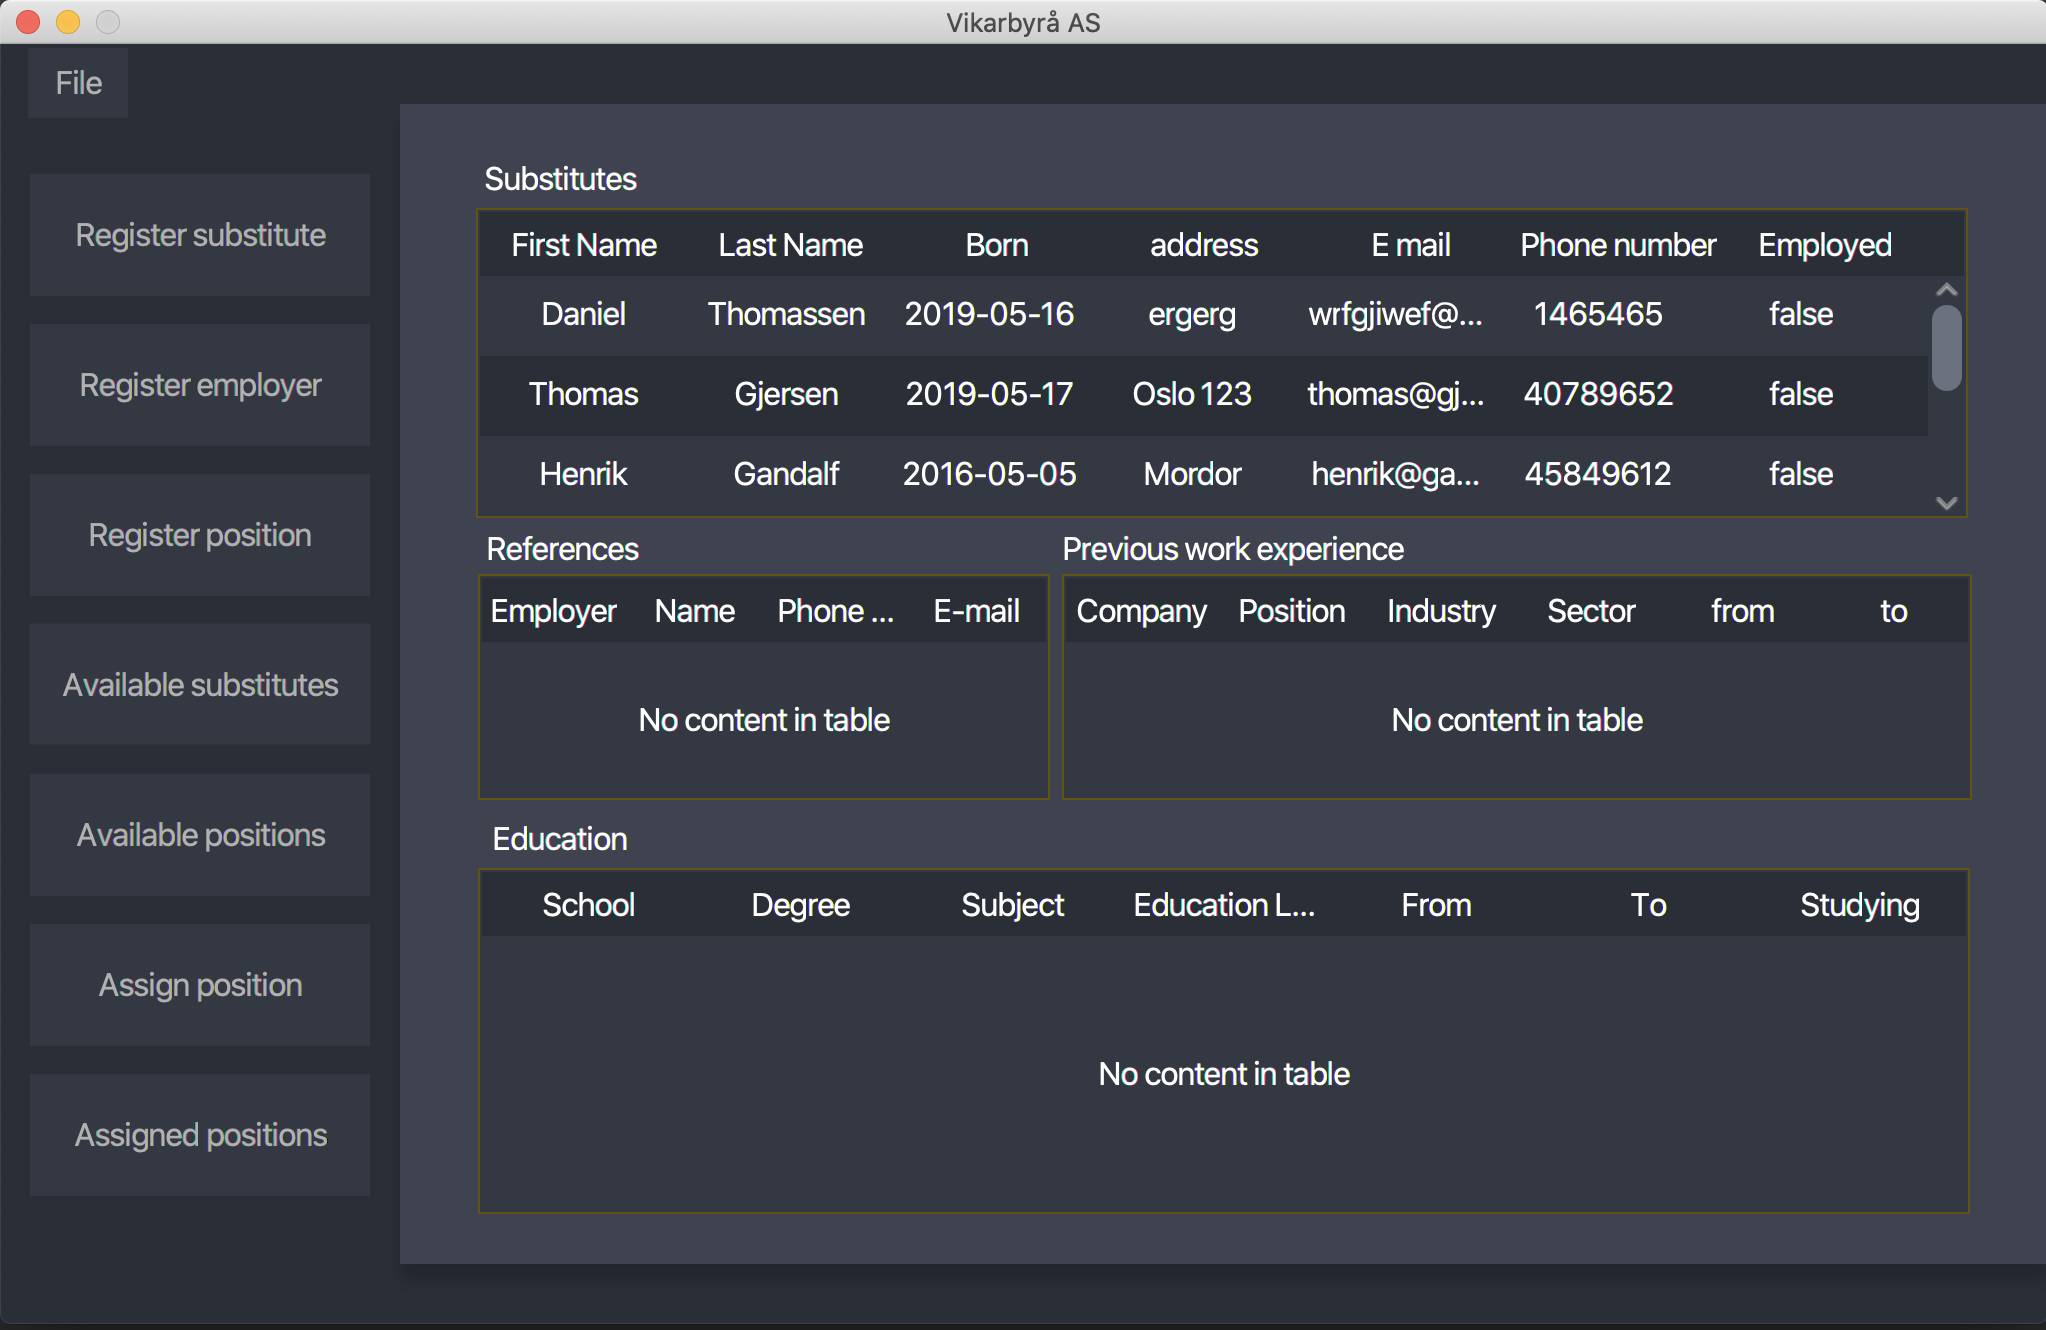 Vikarbyrå AS
File
Register substitute
Register employer
Register position
Available substitutes
Available positions
Assign position
Assigned positions
Substitutes
First Name Last Name Born address E mail Phone number Employed
Daniel Thomassen 2019-05-16 ergerg wrfgjiwef@... 1465465 false
Thomas Gjersen 2019-05-17 Oslo 123 thomas@gj... 40789652 false
Henrik Gandalf 2016-05-05 Mordor henrik@ga... 45849612 false
References
Employer Name Phone ... E-mail
No content in table
Previous work experience
Company Position Industry Sector from to
No content in table
Education
School Degree Subject Education L... From To Studying
No content in table